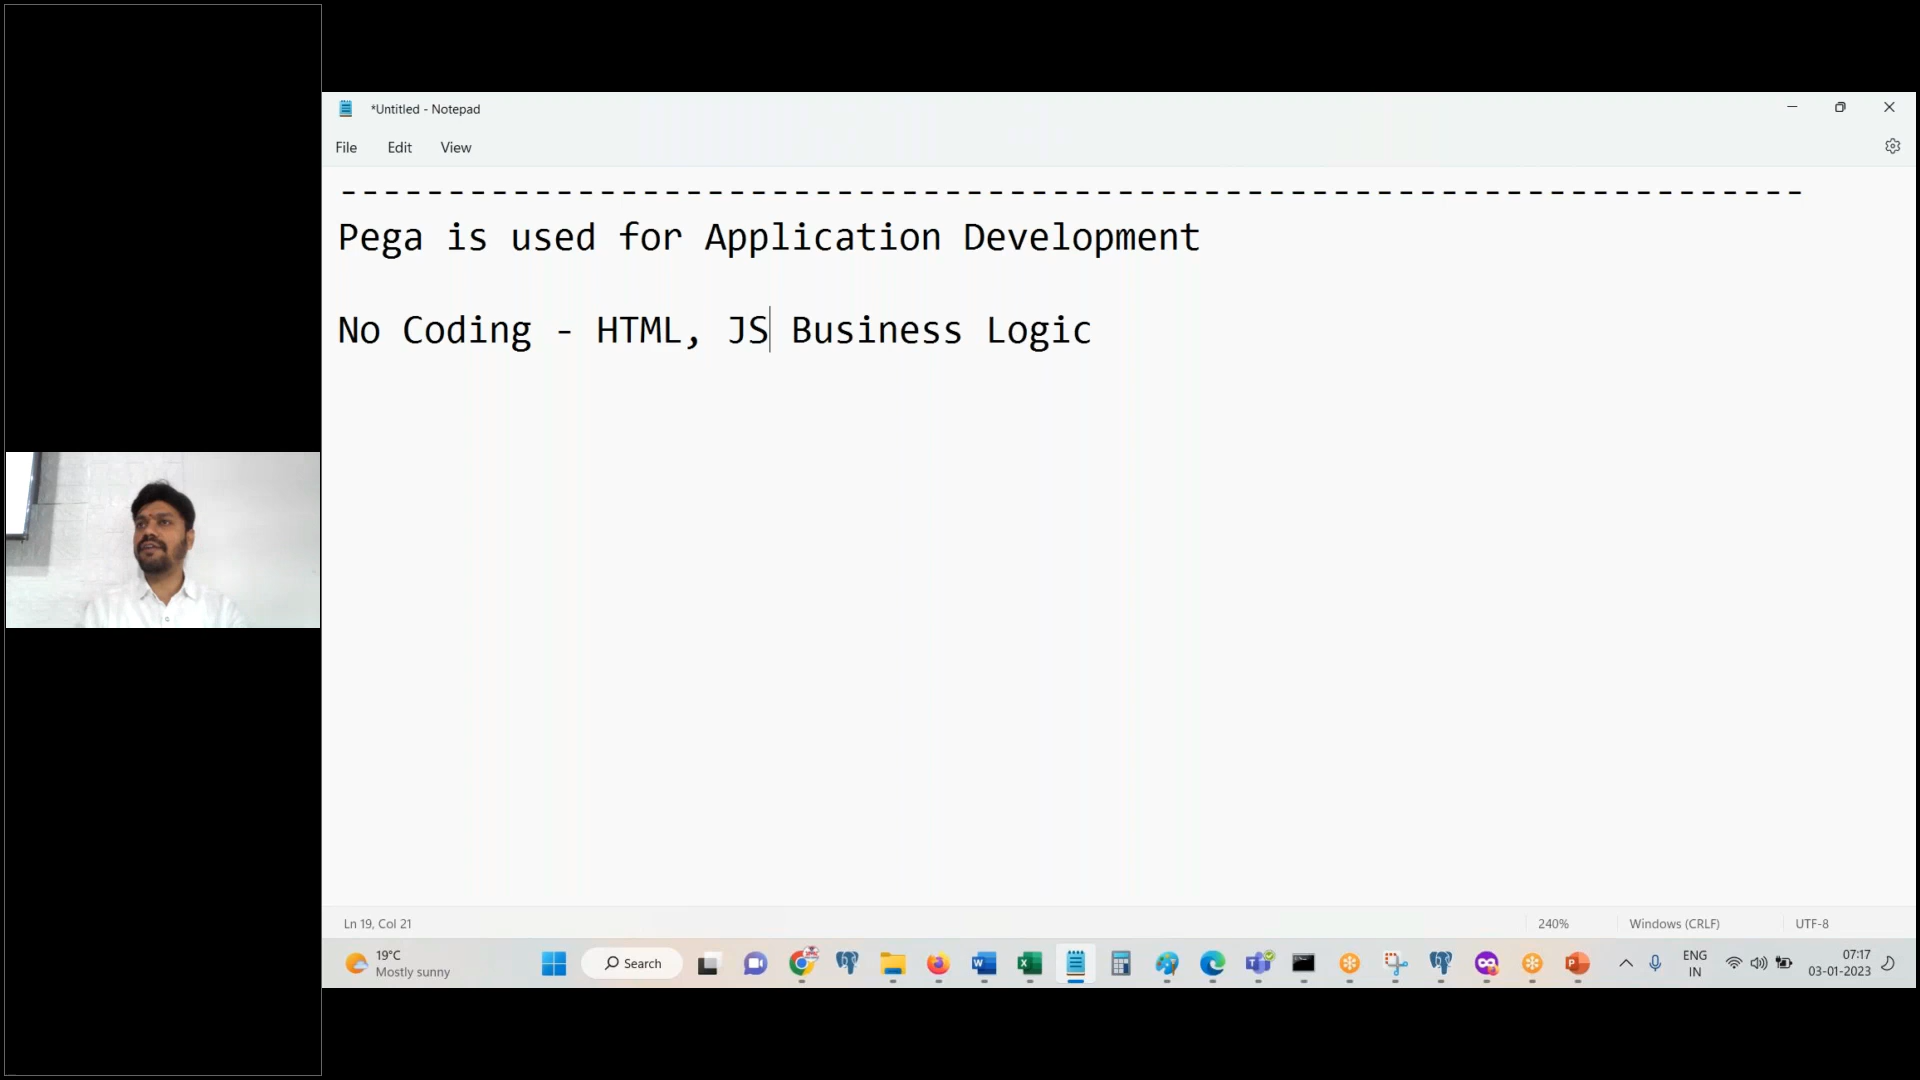 *Untitled - Notepad
File Edit View
--------------------------------------------------------------------
Pega is used for Application Development
No Coding - HTML, JS Business Logic
Ln 19, Col 21 240% Windows (CRLF) UTF-8
19°C
Mostly sunny
Search
ENG
IN
07:17
03-01-2023